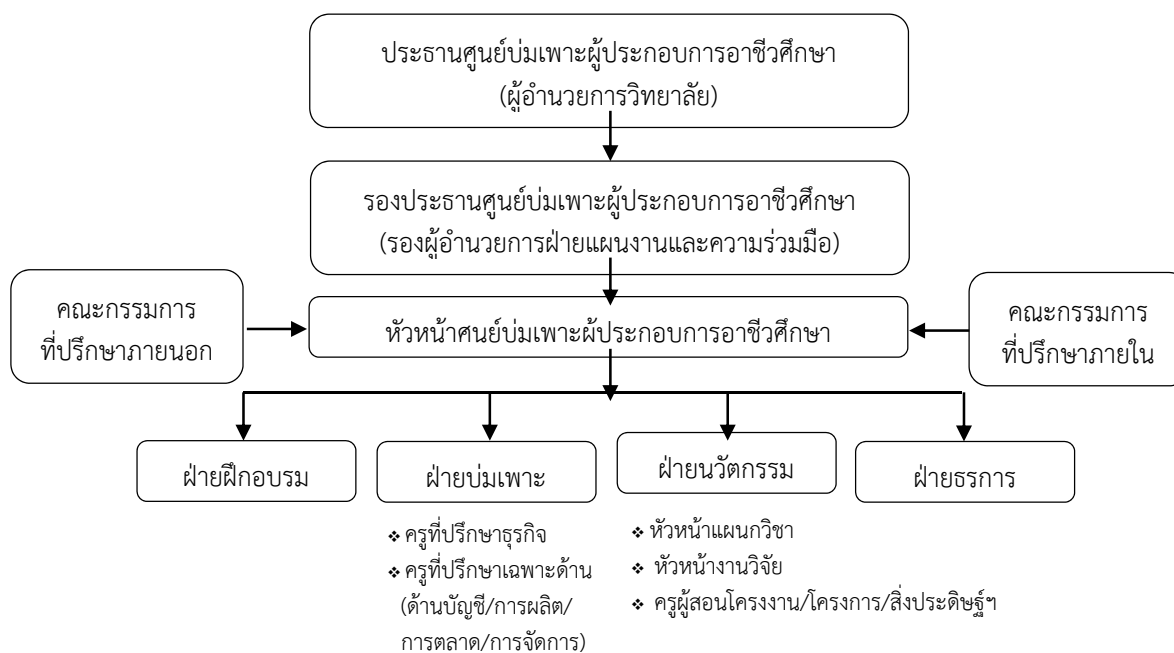 ประธานศูนย์บ่มเพาะผู้ประกอบการอาชีวศึกษา
(ผู้อำนวยการวิทยาลัย)
รองประธานศูนย์บ่มเพาะผู้ประกอบการอาชีวศึกษา
(รองผู้อำนวยการฝ่ายแผนงานและความร่วมมือ)
คณะกรรมการ
ที่ปรึกษาภายนอก
หัวหน้าศนย์บ่มเพาะผ้ประกอบการอาชีวศึกษา
คณะกรรมการ
ที่ปรึกษาภายใน
ฝ่ายฝึกอบรม
ฝ่ายบ่มเพาะ
ฝ่ายนวัตกรรม
ฝ่ายธรการ
❖ ครูที่ปรึกษาธุรกิจ
❖ ครูที่ปรึกษาเฉพาะด้าน
(ด้านบัญชี/การผลิต/
การตลาด/การจัดการ)
❖ หัวหน้าแผนกวิชา
❖ หัวหน้างานวิจัย
❖ ครูผู้สอนโครงงาน/โครงการ/สิ่งประดิษฐ์ฯ